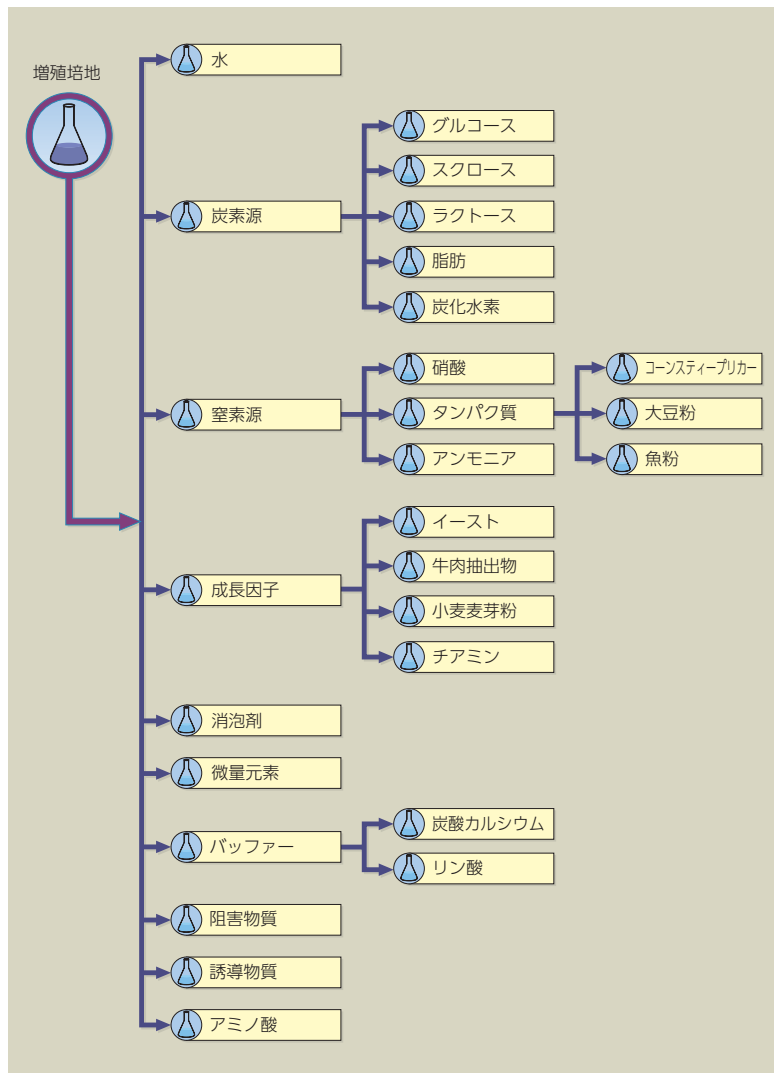 増殖培地
水
炭素源
グルコース
スクロース
ラクトース
脂肪
炭化水素
窒素源
硝酸
タンパク質
アンモニア
コーンスティープリカー
大豆粉
魚粉
成長因子
イースト
牛肉抽出物
小麦麦芽粉
チアミン
消泡剤
微量元素
バッファー
炭酸カルシウム
リン酸
阻害物質
誘導物質
アミノ酸